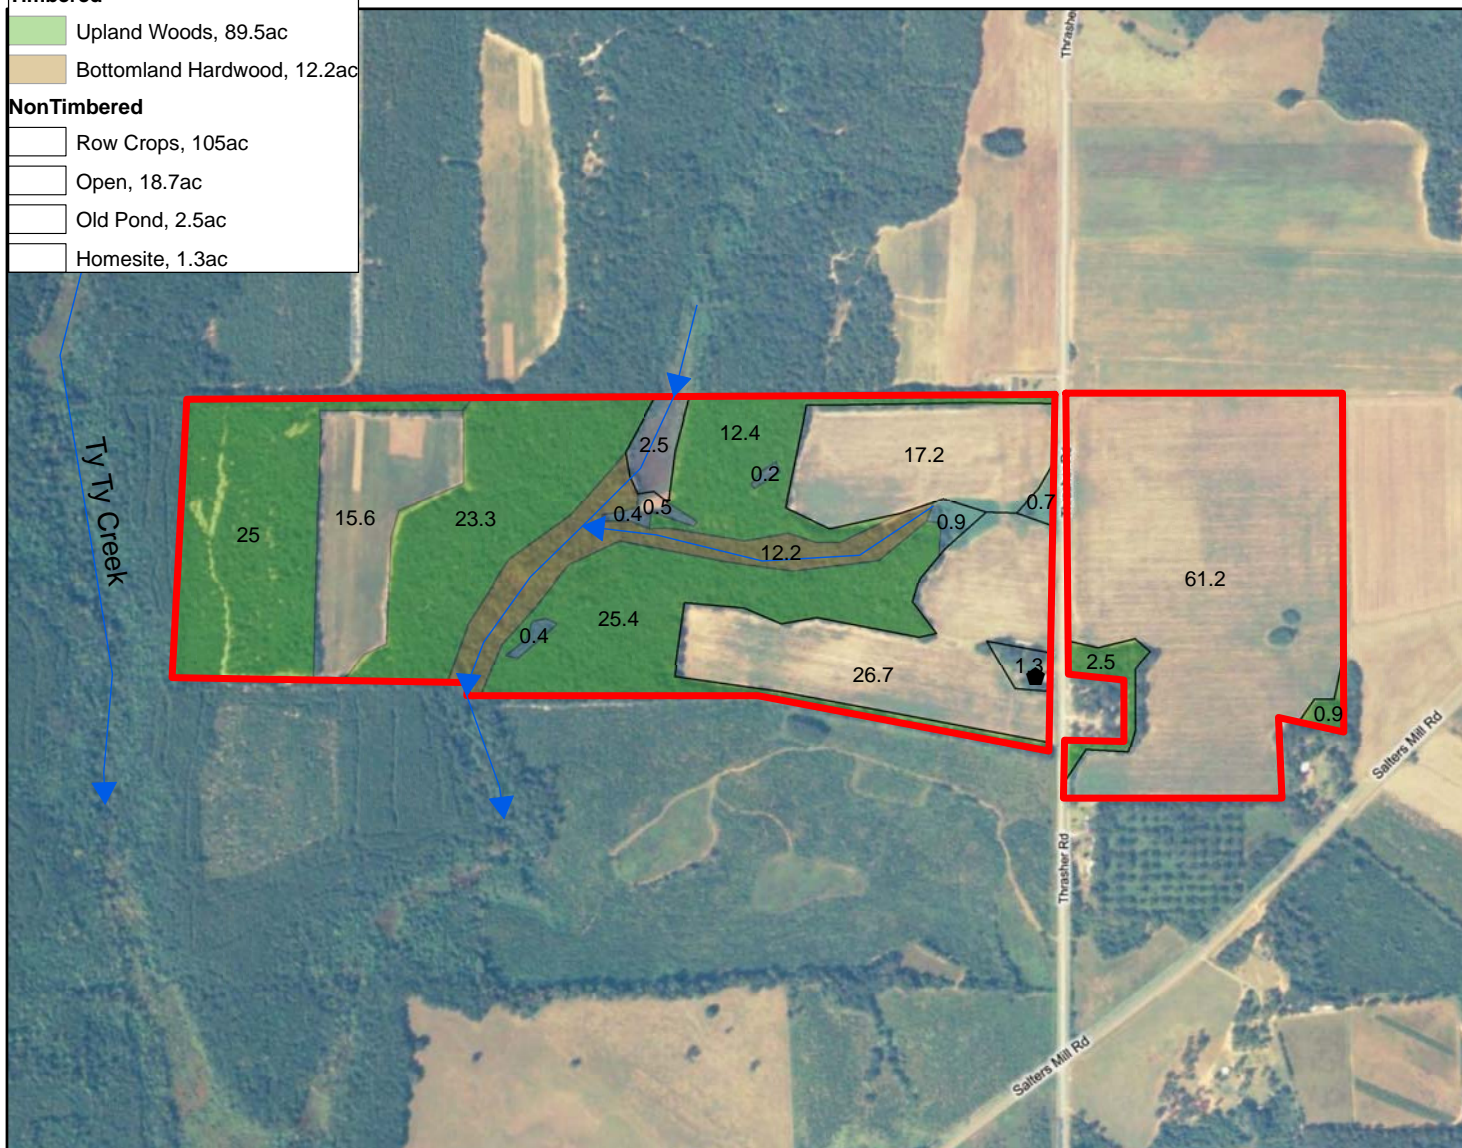 Timbered
Upland Woods, 89.5ac
Bottomland Hardwood, 12.2ac
NonTimbered
Row Crops, 105ac
Open, 18.7ac
Old Pond, 2.5ac
Homesite, 1.3ac
Thrasher
Ty Ty Creek
25
15.6
23.3
2.5
12.4
0.2
17.2
0.4
0.5
0.9
0.7
12.2
61.2
0.4
25.4
26.7
1.3
2.5
0.9
Salters Mill Rd
Thrasher Rd
Salters Mill Rd